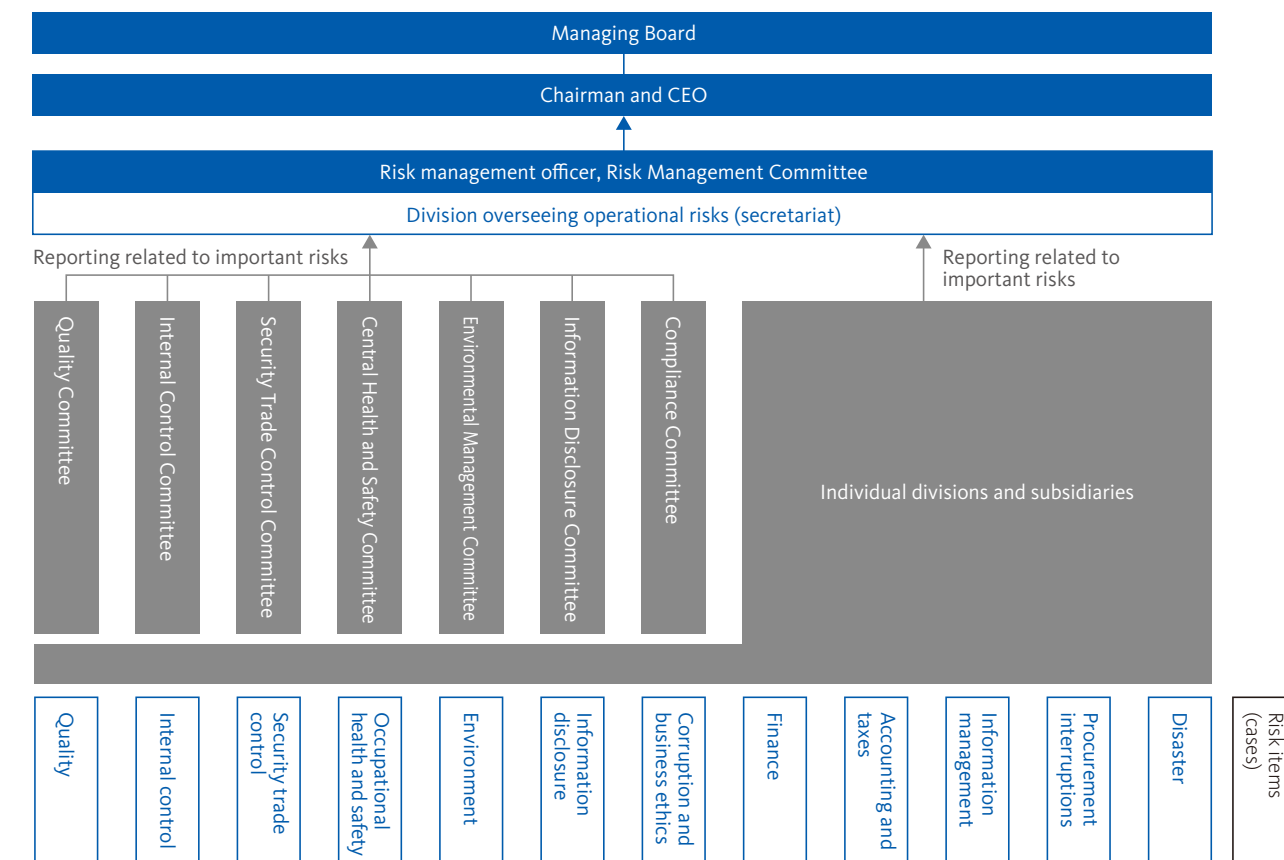 Managing Board
Chairman and CEO
Risk management officer, Risk Management Committee
Division overseeing operational risks (secretariat)
Reporting related to important risks
Reporting related to
important risks
Quality Committee
Internal Control Committee
Security Trade Control Committee
Central Health and Safety Committee
Environmental Management Committee
Information Disclosure Committee
Compliance Committee
Individual divisions and subsidiaries
Quality
Internal control
Security trade
control
Occupational
health and safety
Environment
Information
disclosure
Corruption and
business ethics
Finance
Accounting and
taxes
Information
management
Procurement
interruptions
Disaster
Risk items
(cases)